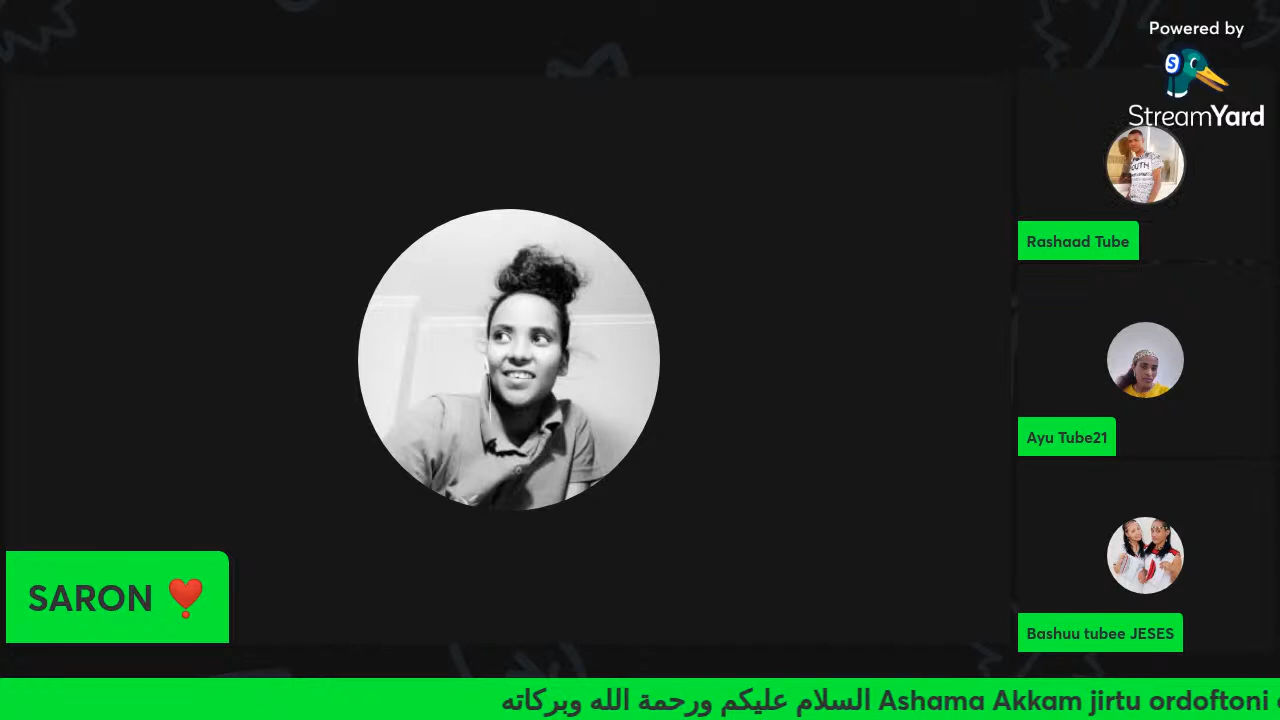 Powered by
StreamYard
OUTH
Rashaad Tube
Ayu Tube21
SARON
Bashuu tubee JESES
السلام عليكم ورحمة الله وبركاته Ashama Akkam jirtu ordoftoni